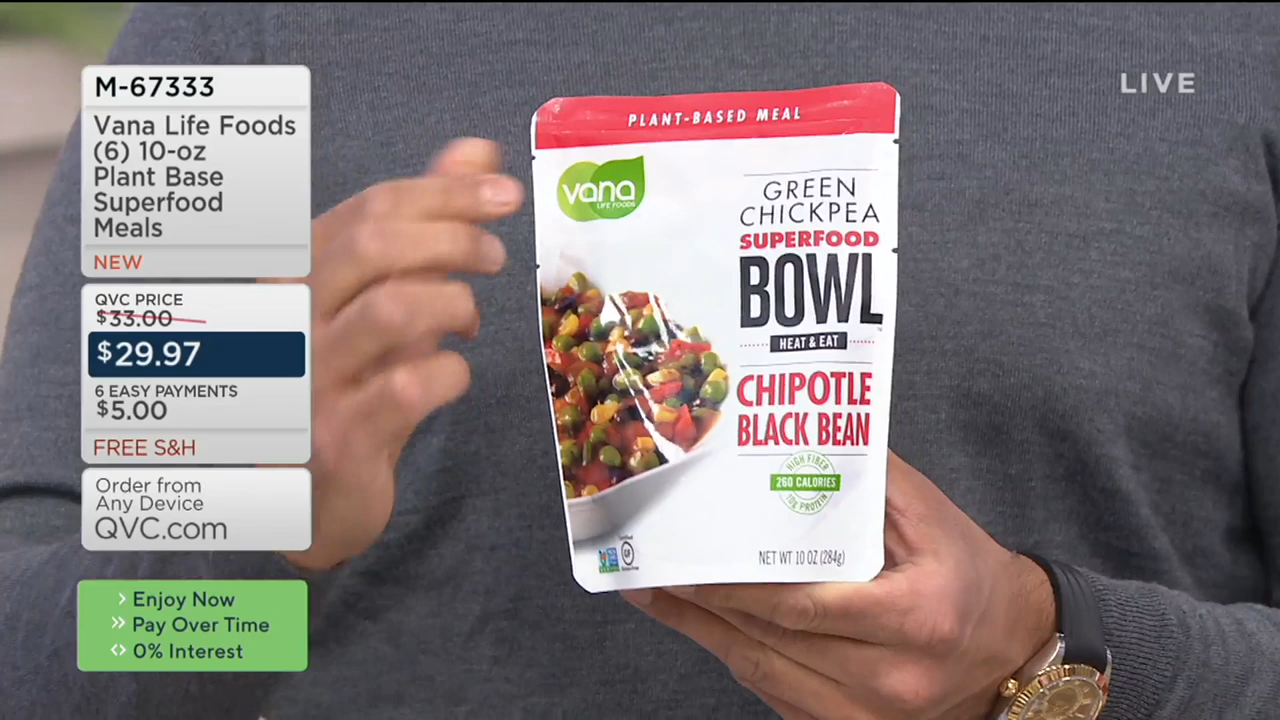 M-67333
Vana Life Foods
(6) 10-oz
Plant Base
Superfood
Meals
NEW
QVC PRICE
$33.00
$29.97
6 EASY PAYMENTS
$5.00
FREE S&H
Order from
Any Device
QVC.com
> Enjoy Now
>> Pay Over Time
<> 0% Interest
LIVE
PLANT-BASED MEAL
vana
LIFE FOODS
GREEN
CHICKPEA
SUPERFOOD
BOWL
HEAT & EAT
CHIPOTLE
BLACK BEAN
HIGH FIBER
260 CALORIES
10g PROTEIN
NET WT 10 OZ (284g)
GF